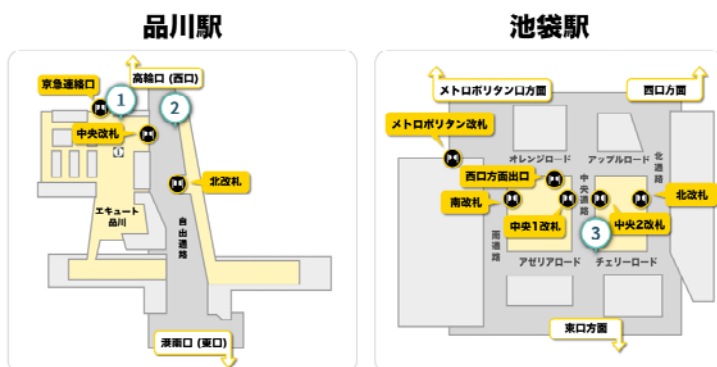 品川駅
高輪口 (西口)
京急連絡口
1
2
中央改札
北改札
エキュート
品川
自由通路
港南口 (東口)
池袋駅
メトロポリタン口方面
西口方面
メトロポリタン改札
オレンジロード
アップルロード
北通路
西口方面出口
中央通路
南改札
北改札
中央1改札
中央2改札
3
南通路
アゼリアロード
チェリーロード
東口方面